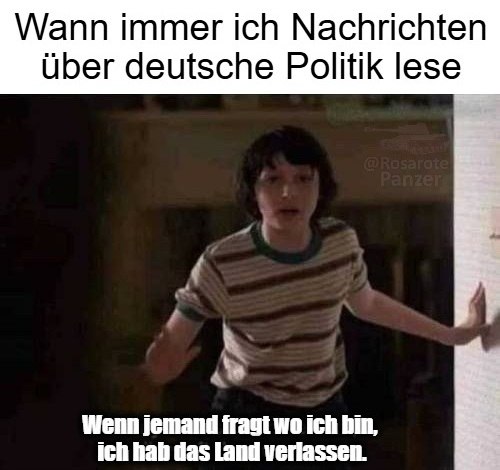 Wann immer ich Nachrichten
über deutsche Politik lese
@Rosarote
Panzer
Wenn jemand fragt wo ich bin,
ich hab das Land verlassen.